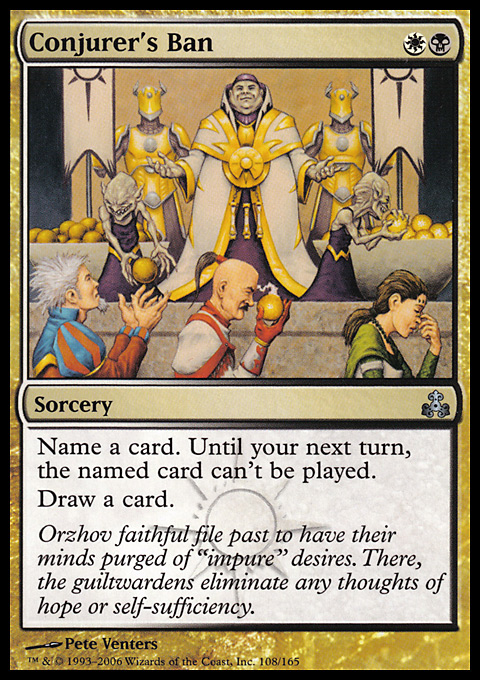 Conjurer's Ban
Sorcery
Name a card. Until your next turn,
the named card can't be played.
Draw a card.
Orzhov faithful file past to have their
minds purged of "impure" desires. There,
the guiltwardens eliminate any thoughts of
hope or self-sufficiency.
Pete Venters
™ & © 1993–2006 Wizards of the Coast, Inc. 108/165